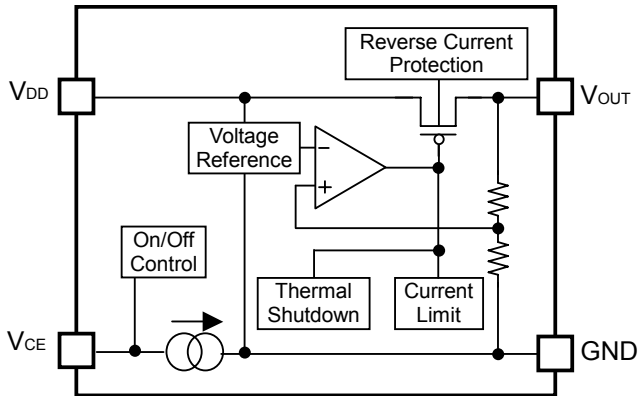 Reverse Current
Protection
VDD
VOUT
Voltage
Reference
−
+
On/Off
Control
Thermal
Shutdown
Current
Limit
VCE
GND